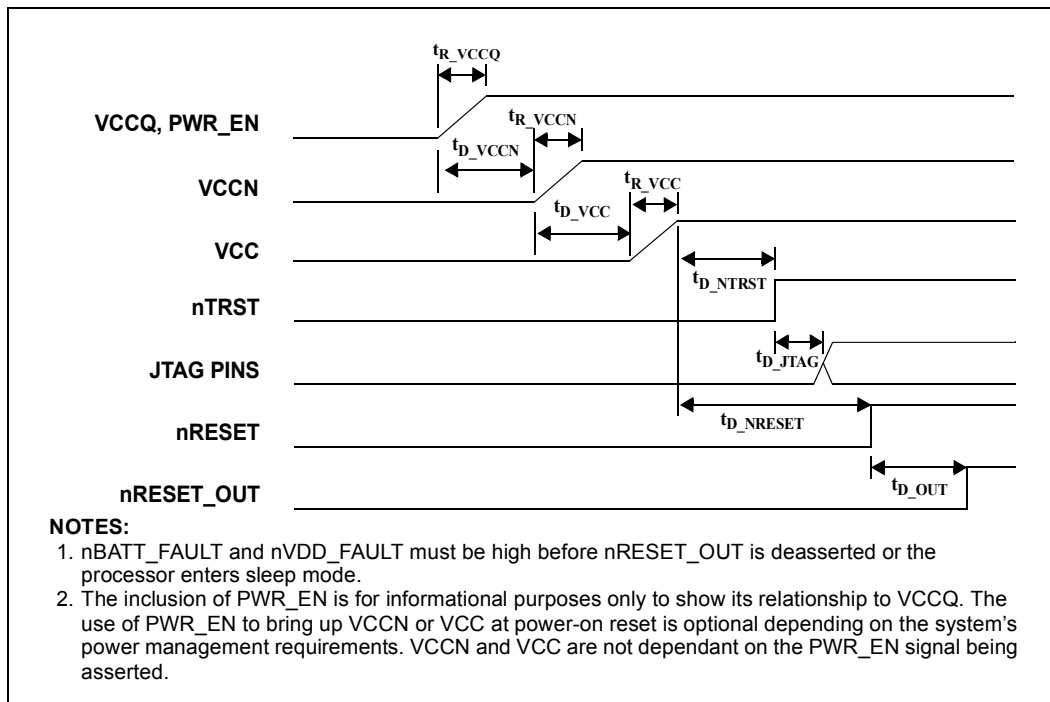 tR_VCCQ
VCCQ, PWR_EN
tR_VCCN
tD_VCCN
VCCN
tR_VCC
tD_VCC
VCC
tD_NTRST
nTRST
tD_JTAG
JTAG PINS
tD_NRESET
nRESET
tD_OUT
nRESET_OUT
NOTES:
1. nBATT_FAULT and nVDD_FAULT must be high before nRESET_OUT is deasserted or the
processor enters sleep mode.
2. The inclusion of PWR_EN is for informational purposes only to show its relationship to VCCQ. The
use of PWR_EN to bring up VCCN or VCC at power-on reset is optional depending on the system's
power management requirements. VCCN and VCC are not dependant on the PWR_EN signal being
asserted.